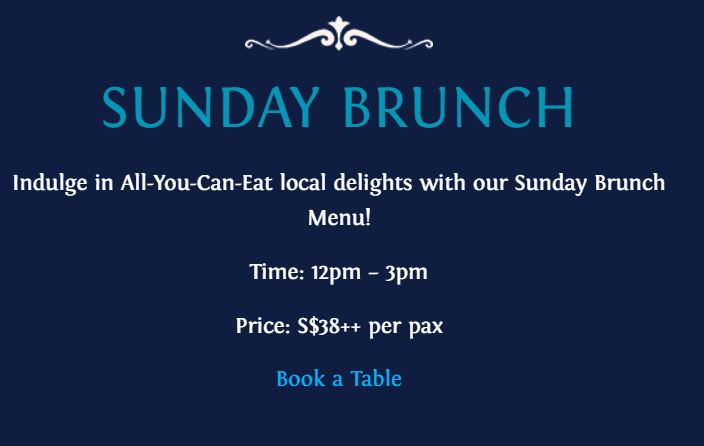 SUNDAY BRUNCH
Indulge in All-You-Can-Eat local delights with our Sunday Brunch
Menu!
Time: 12pm – 3pm
Price: S$38++ per pax
Book a Table